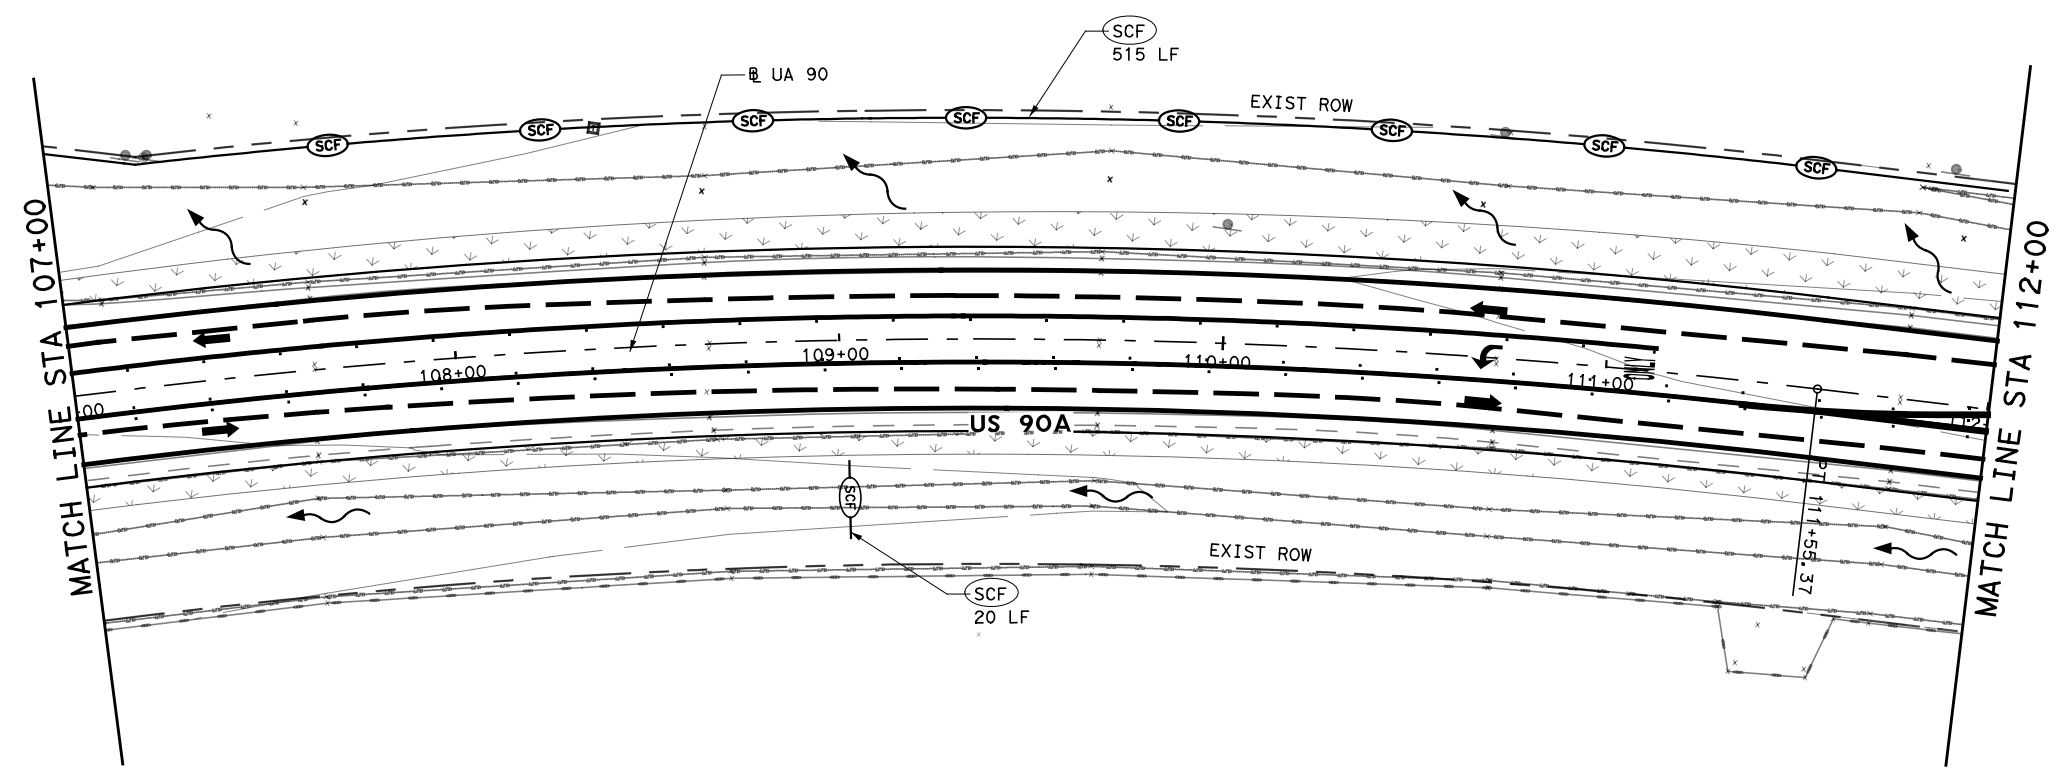 SCF
515 LF
℄ UA 90
EXIST ROW
SCF
SCF
SCF
SCF
SCF
SCF
SCF
SCF
MATCH LINE STA 107+00
MATCH LINE STA 112+00
108+00
109+00
110+00
111+00
00
US 90A
PT 111+55.37
SCF
EXIST ROW
SCF
20 LF